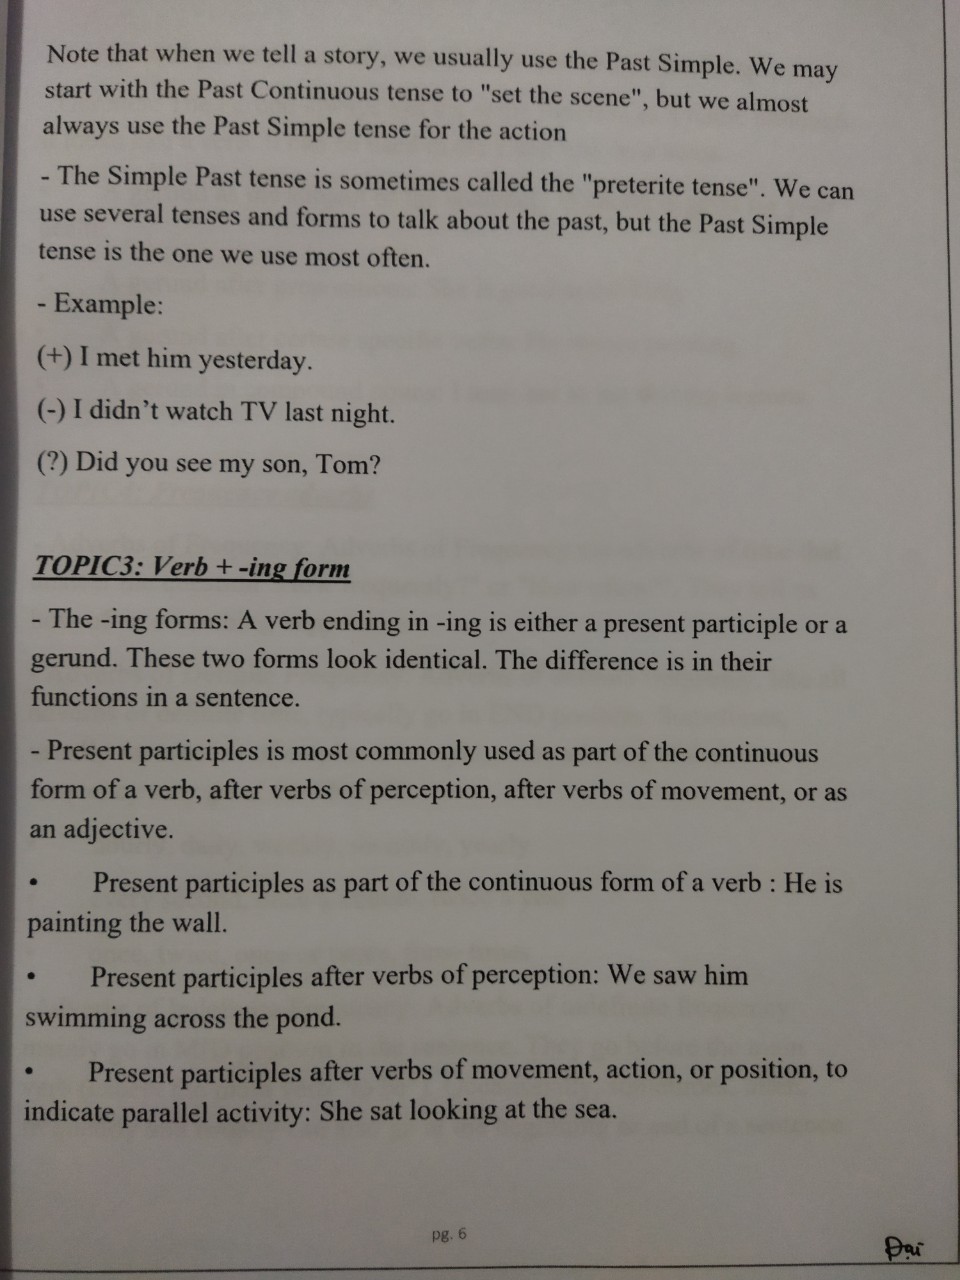 Note that when we tell a story, we usually use the Past Simple. We may
start with the Past Continuous tense to "set the scene", but we almost
always use the Past Simple tense for the action
- The Simple Past tense is sometimes called the "preterite tense". We can
use several tenses and forms to talk about the past, but the Past Simple
tense is the one we use most often.
- Example:
(+) I met him yesterday.
(-) I didn't watch TV last night.
(?) Did you see my son, Tom?
TOPIC3: Verb + -ing form
- The -ing forms: A verb ending in -ing is either a present participle or a
gerund. These two forms look identical. The difference is in their
functions in a sentence.
- Present participles is most commonly used as part of the continuous
form of a verb, after verbs of perception, after verbs of movement, or as
an adjective.
• Present participles as part of the continuous form of a verb : He is
painting the wall.
• Present participles after verbs of perception: We saw him
swimming across the pond.
• Present participles after verbs of movement, action, or position, to
indicate parallel activity: She sat looking at the sea.
pg. 6
Đại